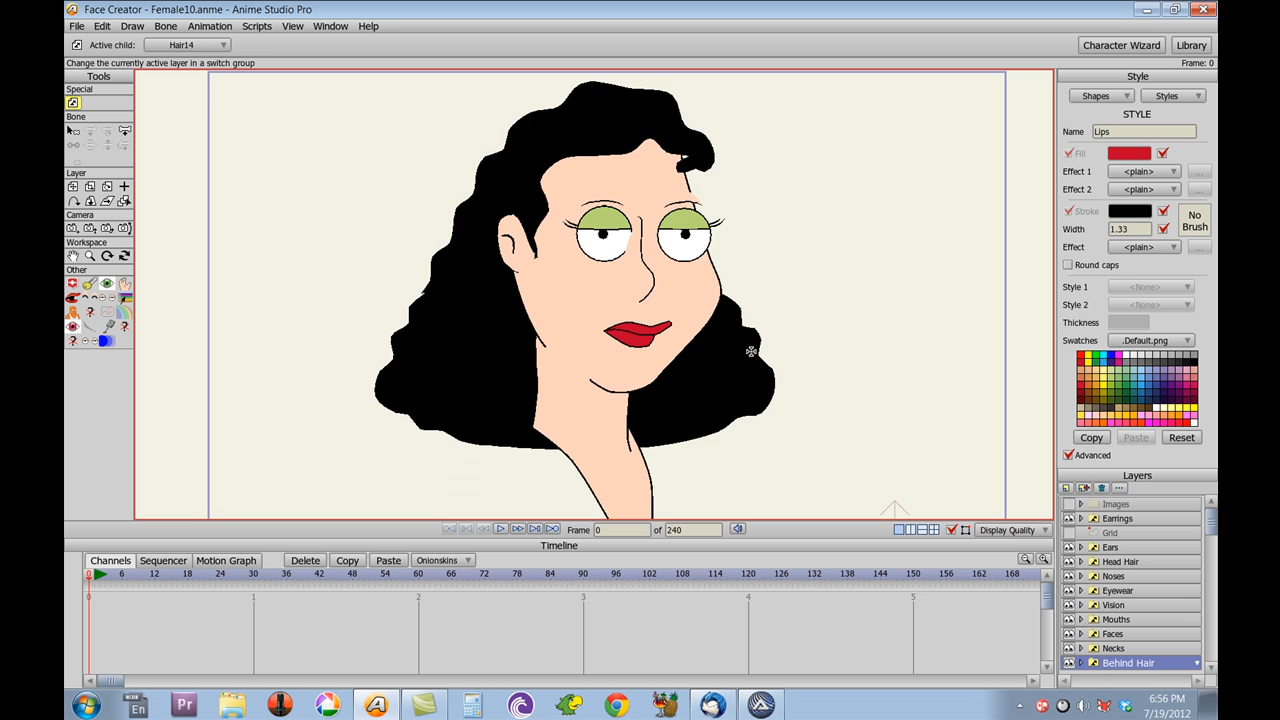 Face Creator - Female10.anme - Anime Studio Pro
File Edit Draw Bone Animation Scripts View Window Help
Active child: Hair14 Character Wizard Library
Change the currently active layer in a switch group Frame: 0
Tools
Special
Bone
Layer
Camera
Workspace
Other
Style
Shapes Styles
STYLE
Name Lips
Fill
Effect 1 <plain> ...
Effect 2 <plain> ...
Stroke
No Brush
Width 1.33
Effect <plain> ...
Round caps
Style 1 <None>
Style 2 <None>
Thickness
Swatches .Default.png
Copy Paste Reset
Advanced
Layers
Images
Earrings
Grid
Ears
Head Hair
Noses
Eyewear
Vision
Mouths
Faces
Necks
Behind Hair
Frame 0 of 240 Display Quality
Timeline
Channels Sequencer Motion Graph Delete Copy Paste Onionskins
0 6 12 18 24 30 36 42 48 54 60 66 72 78 84 90 96 102 108 114 120 126 132 138 144 150 156 162 168
0 1 2 3 4 5
En Pr
6:56 PM
7/19/2012